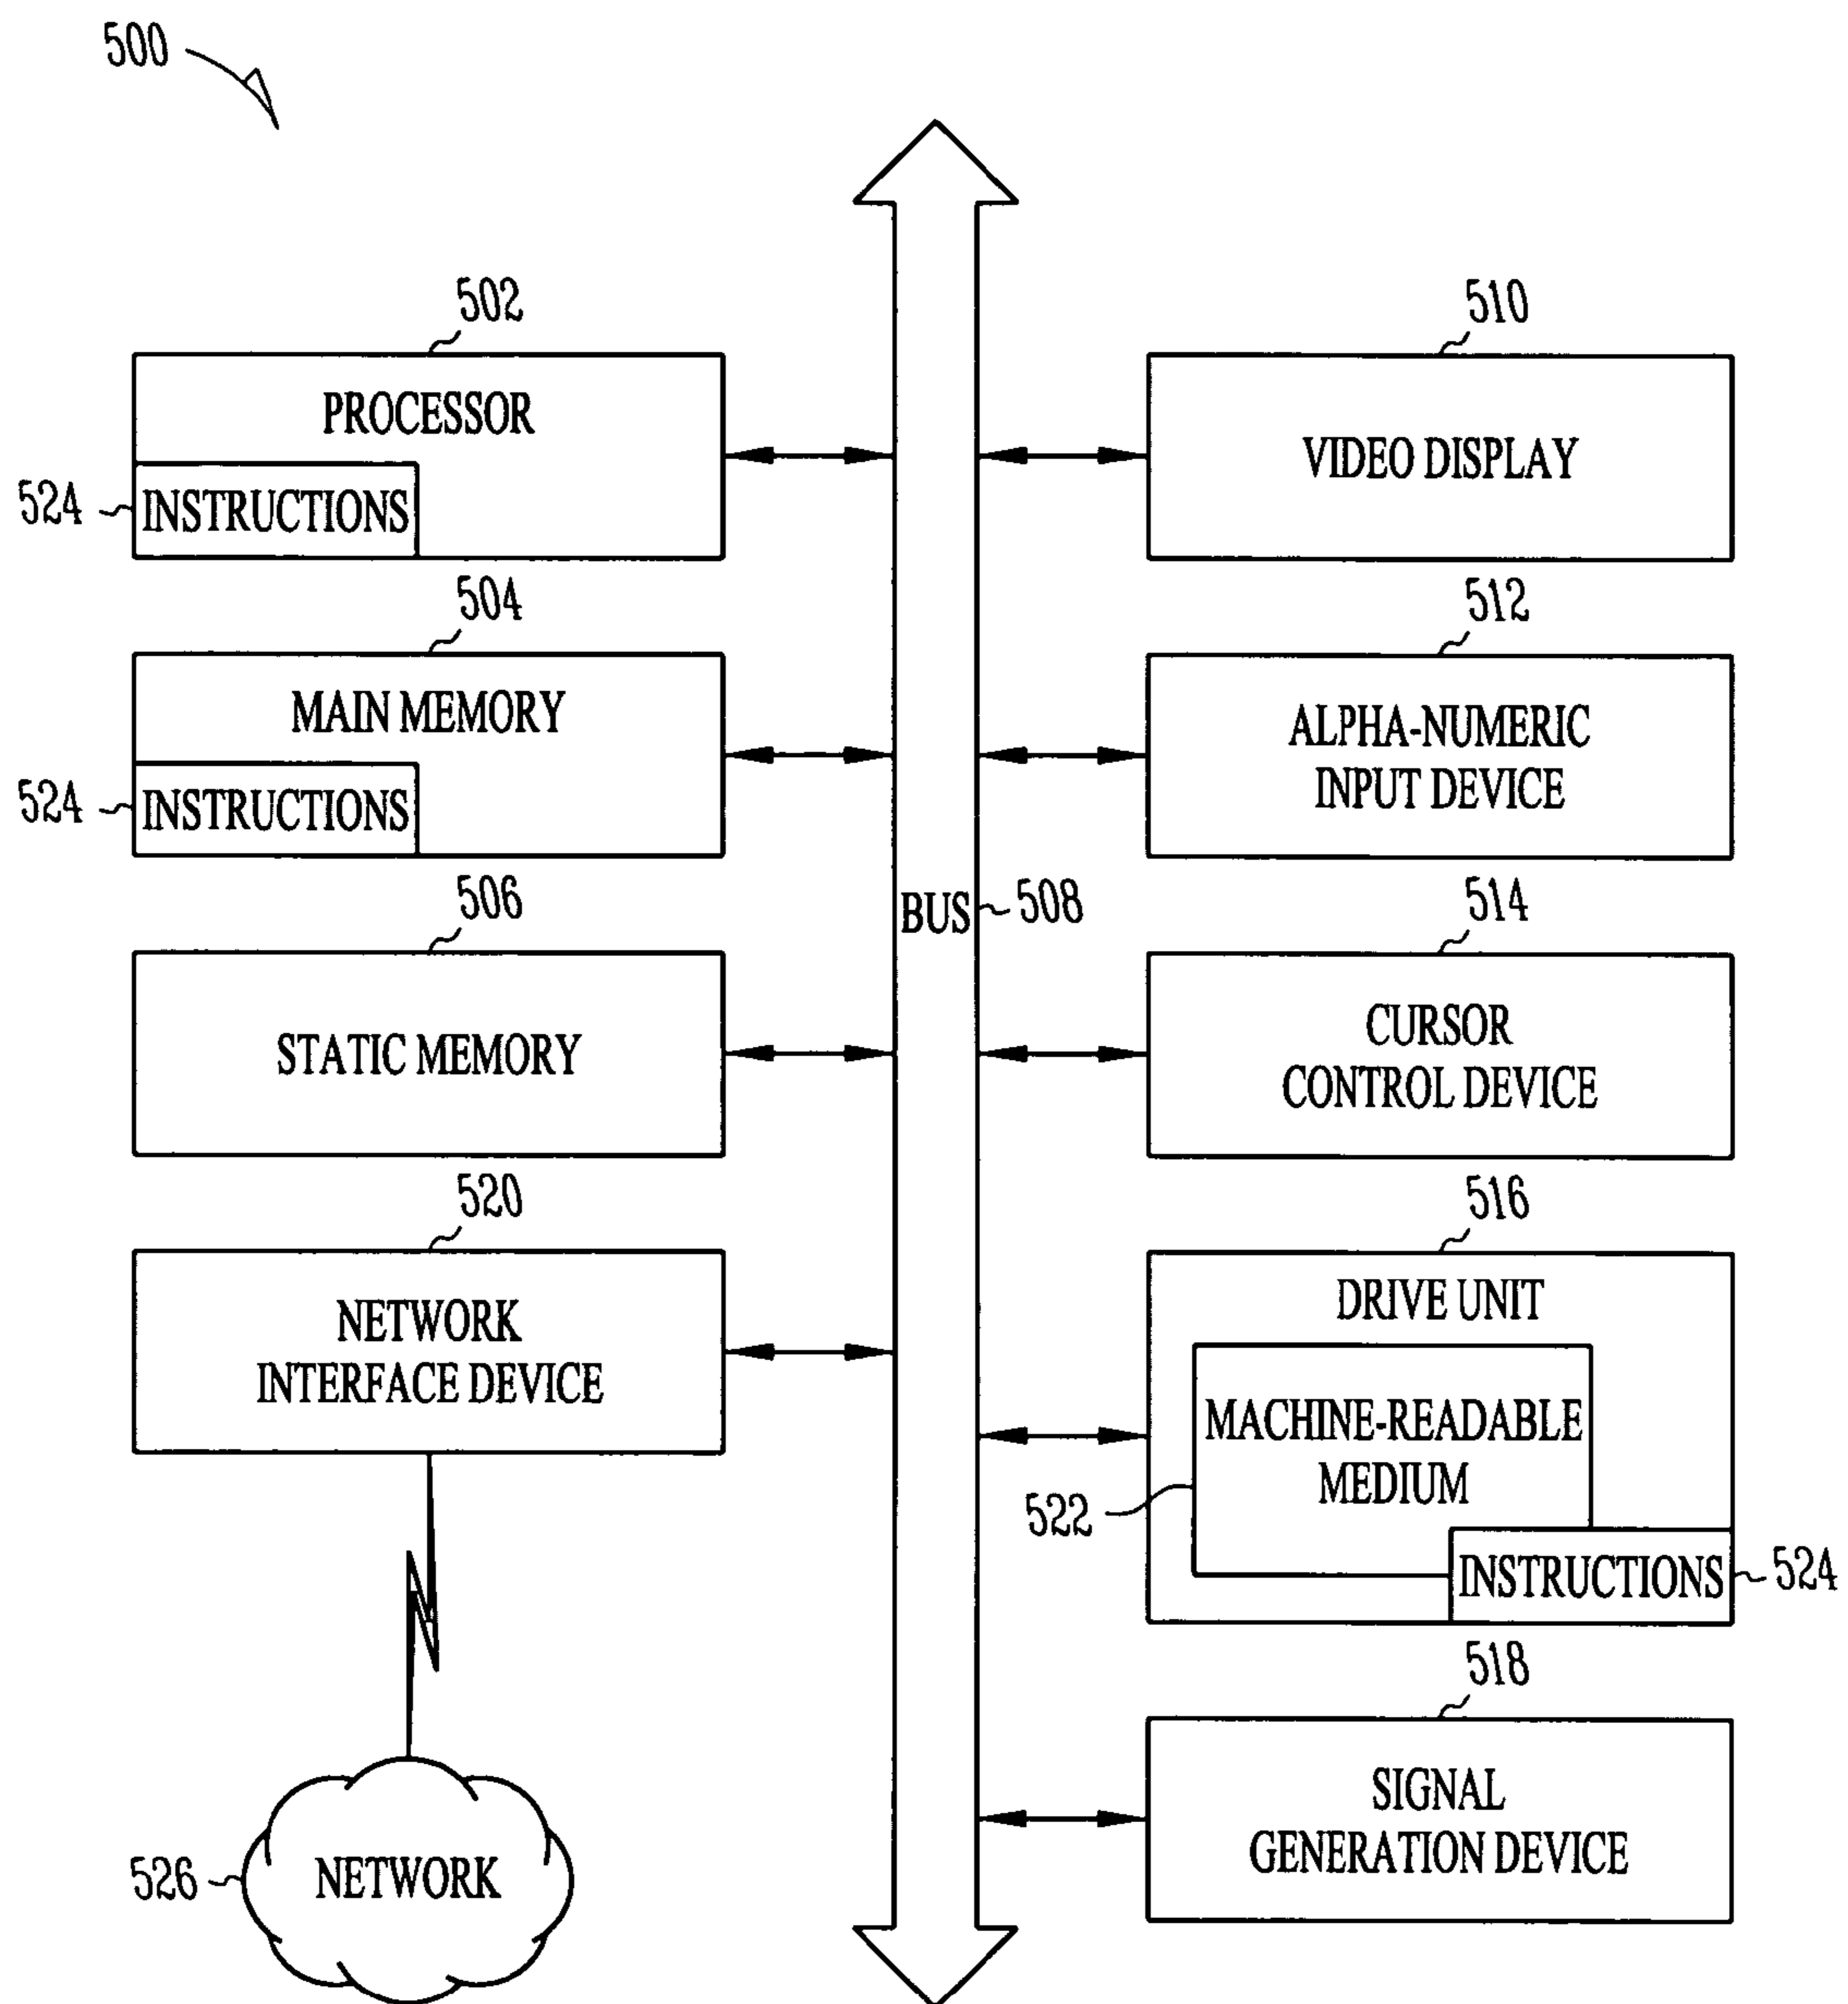 500
502
PROCESSOR
524
INSTRUCTIONS
504
MAIN MEMORY
524
INSTRUCTIONS
506
STATIC MEMORY
520
NETWORK
INTERFACE DEVICE
526
NETWORK
BUS
508
510
VIDEO DISPLAY
512
ALPHA-NUMERIC
INPUT DEVICE
514
CURSOR
CONTROL DEVICE
516
DRIVE UNIT
MACHINE-READABLE
MEDIUM
522
INSTRUCTIONS
524
518
SIGNAL
GENERATION DEVICE